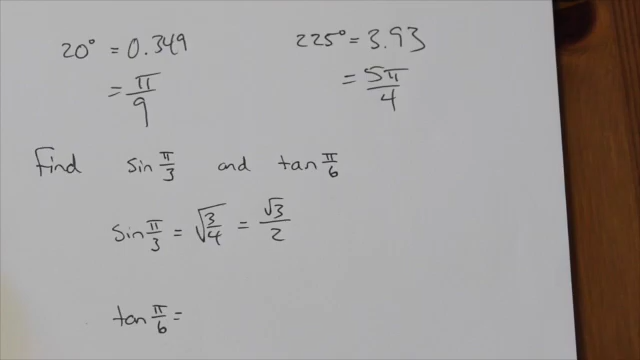 20° = 0.349
= π/9
225° = 3.93
= 5π/4
Find sin π/3 and tan π/6
sin π/3 = √(3/4) = √3/2
tan π/6 =